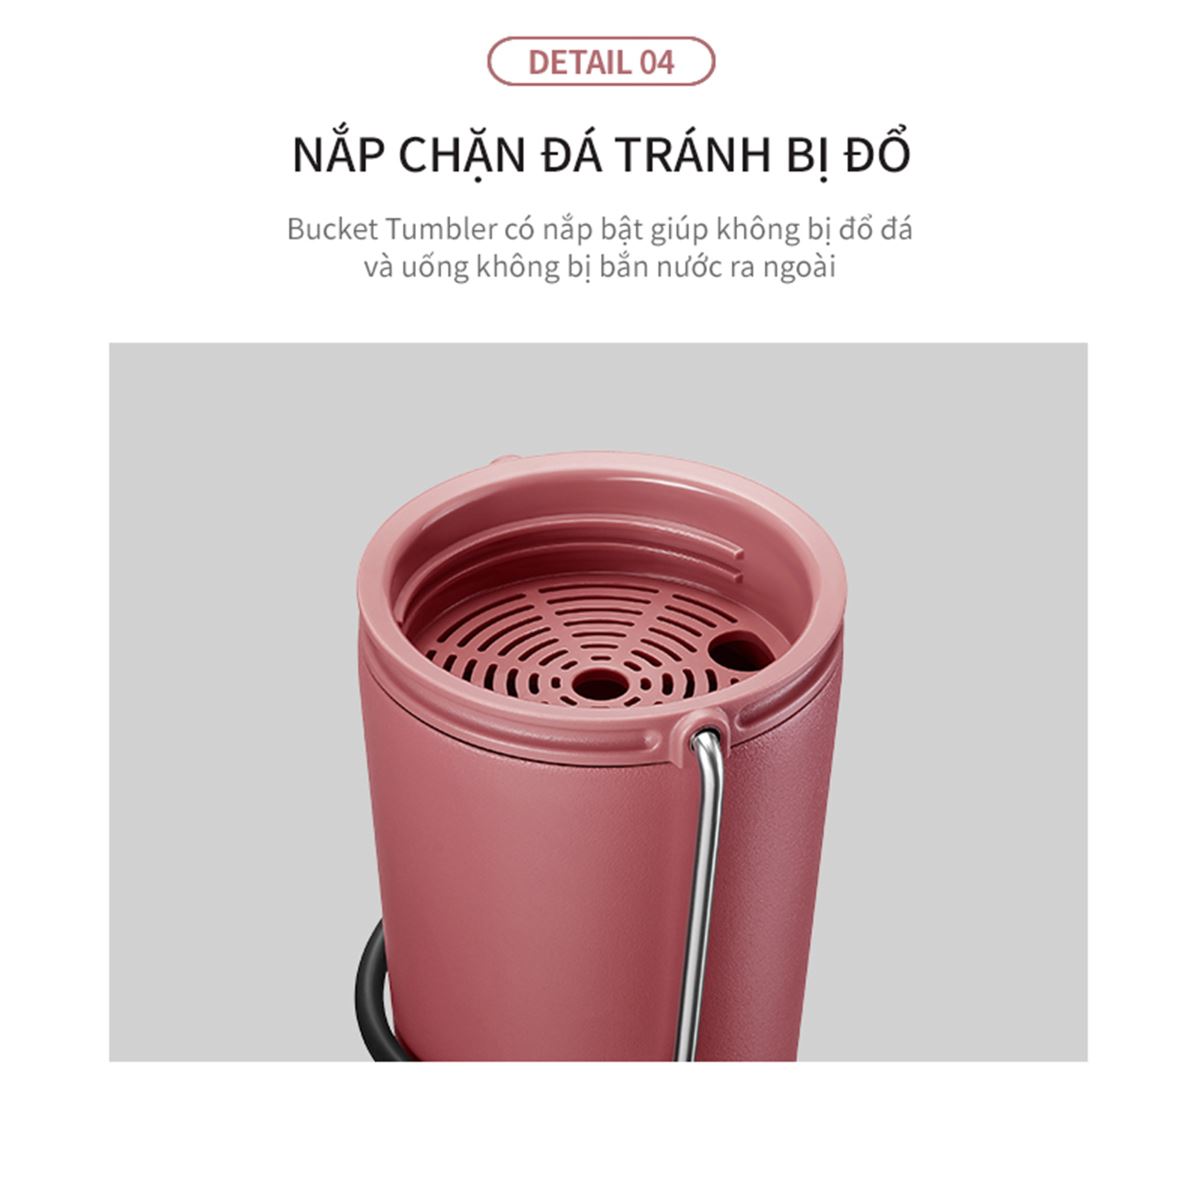 DETAIL 04
NẮP CHẶN ĐÁ TRÁNH BỊ ĐỔ
Bucket Tumbler có nắp bật giúp không bị đổ đá
và uống không bị bắn nước ra ngoài